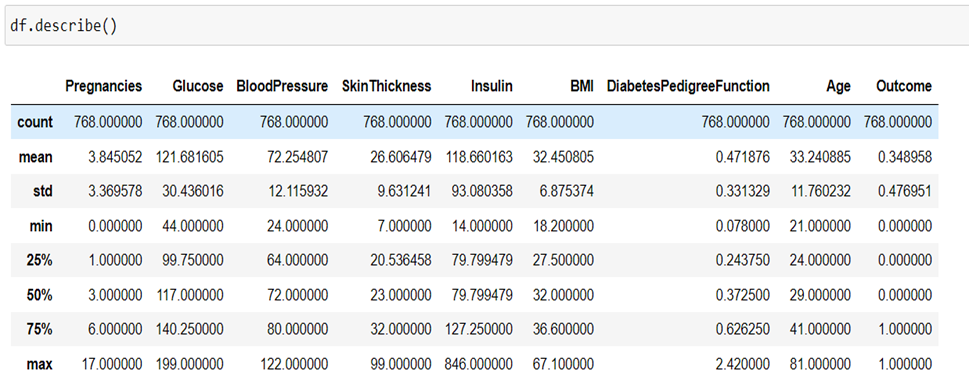 df.describe()
Pregnancies Glucose BloodPressure SkinThickness Insulin BMI DiabetesPedigreeFunction Age Outcome
count 768.000000 768.000000 768.000000 768.000000 768.000000 768.000000 768.000000 768.000000 768.000000
mean 3.845052 121.681605 72.254807 26.606479 118.660163 32.450805 0.471876 33.240885 0.348958
std 3.369578 30.436016 12.115932 9.631241 93.080358 6.875374 0.331329 11.760232 0.476951
min 0.000000 44.000000 24.000000 7.000000 14.000000 18.200000 0.078000 21.000000 0.000000
25% 1.000000 99.750000 64.000000 20.536458 79.799479 27.500000 0.243750 24.000000 0.000000
50% 3.000000 117.000000 72.000000 23.000000 79.799479 32.000000 0.372500 29.000000 0.000000
75% 6.000000 140.250000 80.000000 32.000000 127.250000 36.600000 0.626250 41.000000 1.000000
max 17.000000 199.000000 122.000000 99.000000 846.000000 67.100000 2.420000 81.000000 1.000000